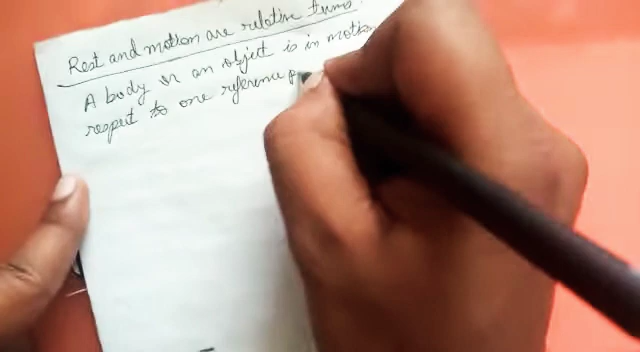 Rest and motion are relative terms.
A body or an object is in motion
respect to one reference p